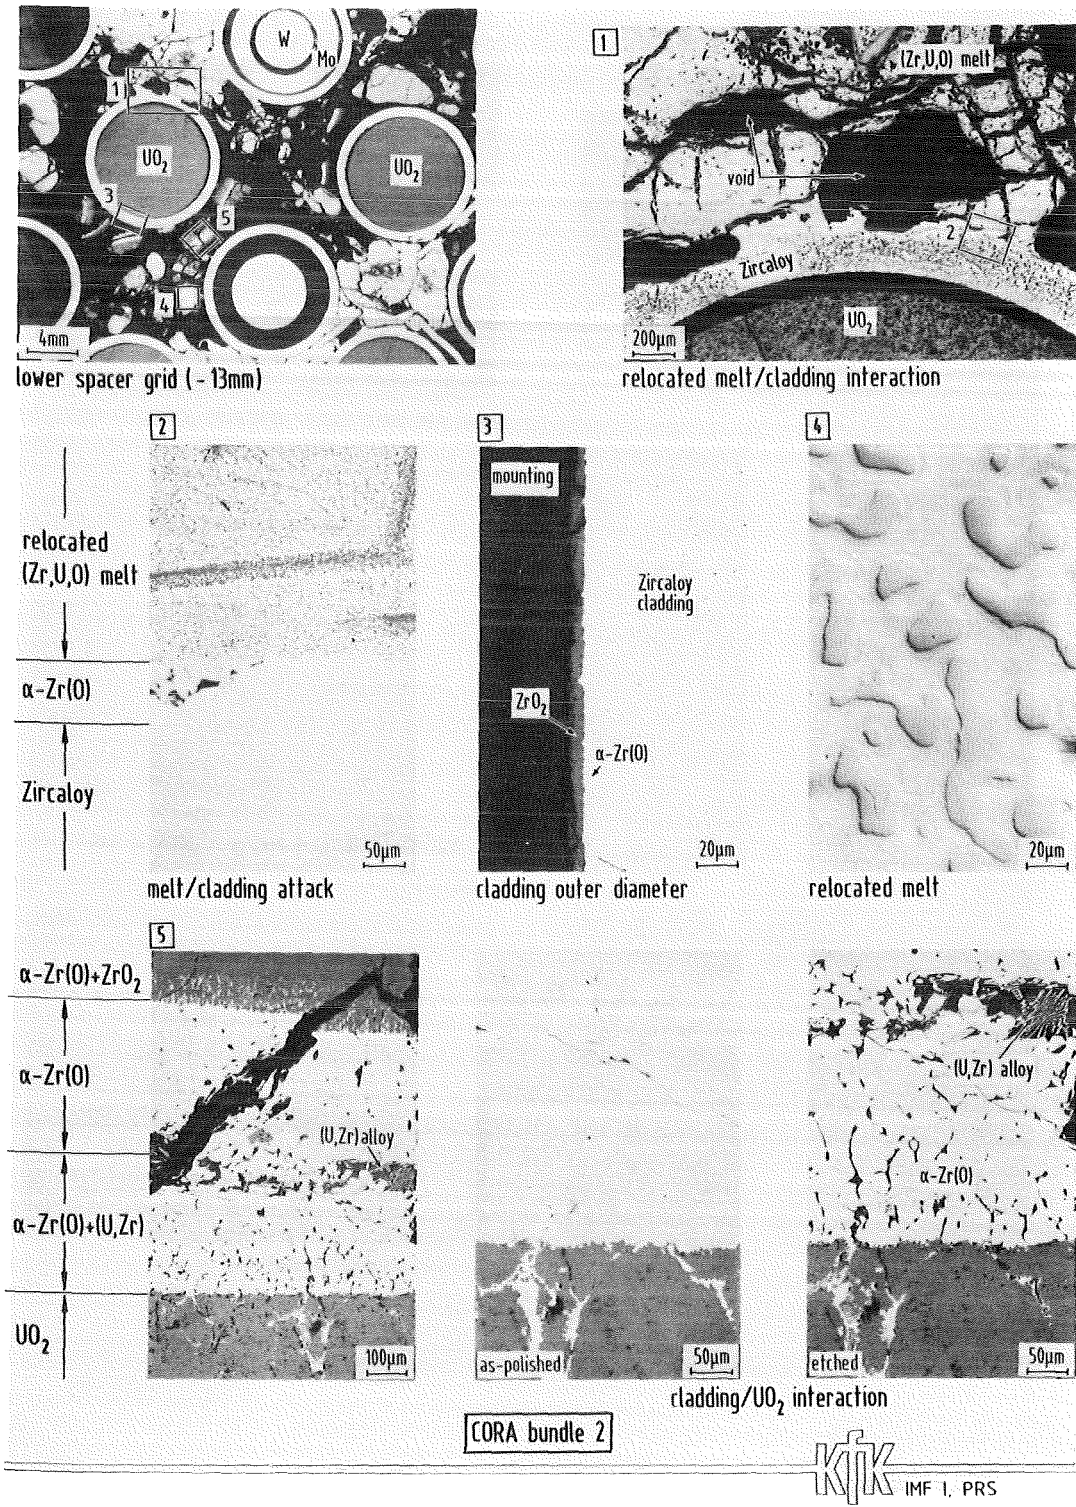 W
Mo
1
UO₂
UO₂
3
5
4
4mm
lower spacer grid (-13mm)
1
(Zr,U,O) melt
void
2
Zircaloy
UO₂
200µm
relocated melt/cladding interaction
2
relocated
(Zr,U,O) melt
α-Zr(O)
Zircaloy
50µm
melt/cladding attack
3
mounting
Zircaloy
cladding
ZrO₂
α-Zr(O)
20µm
cladding outer diameter
4
20µm
relocated melt
5
α-Zr(O)+ZrO₂
α-Zr(O)
(U,Zr) alloy
α-Zr(O)+(U,Zr)
UO₂
100µm
as-polished
50µm
(U,Zr) alloy
α-Zr(O)
etched
50µm
cladding/UO₂ interaction
CORA bundle 2
KfK IMF I, PRS